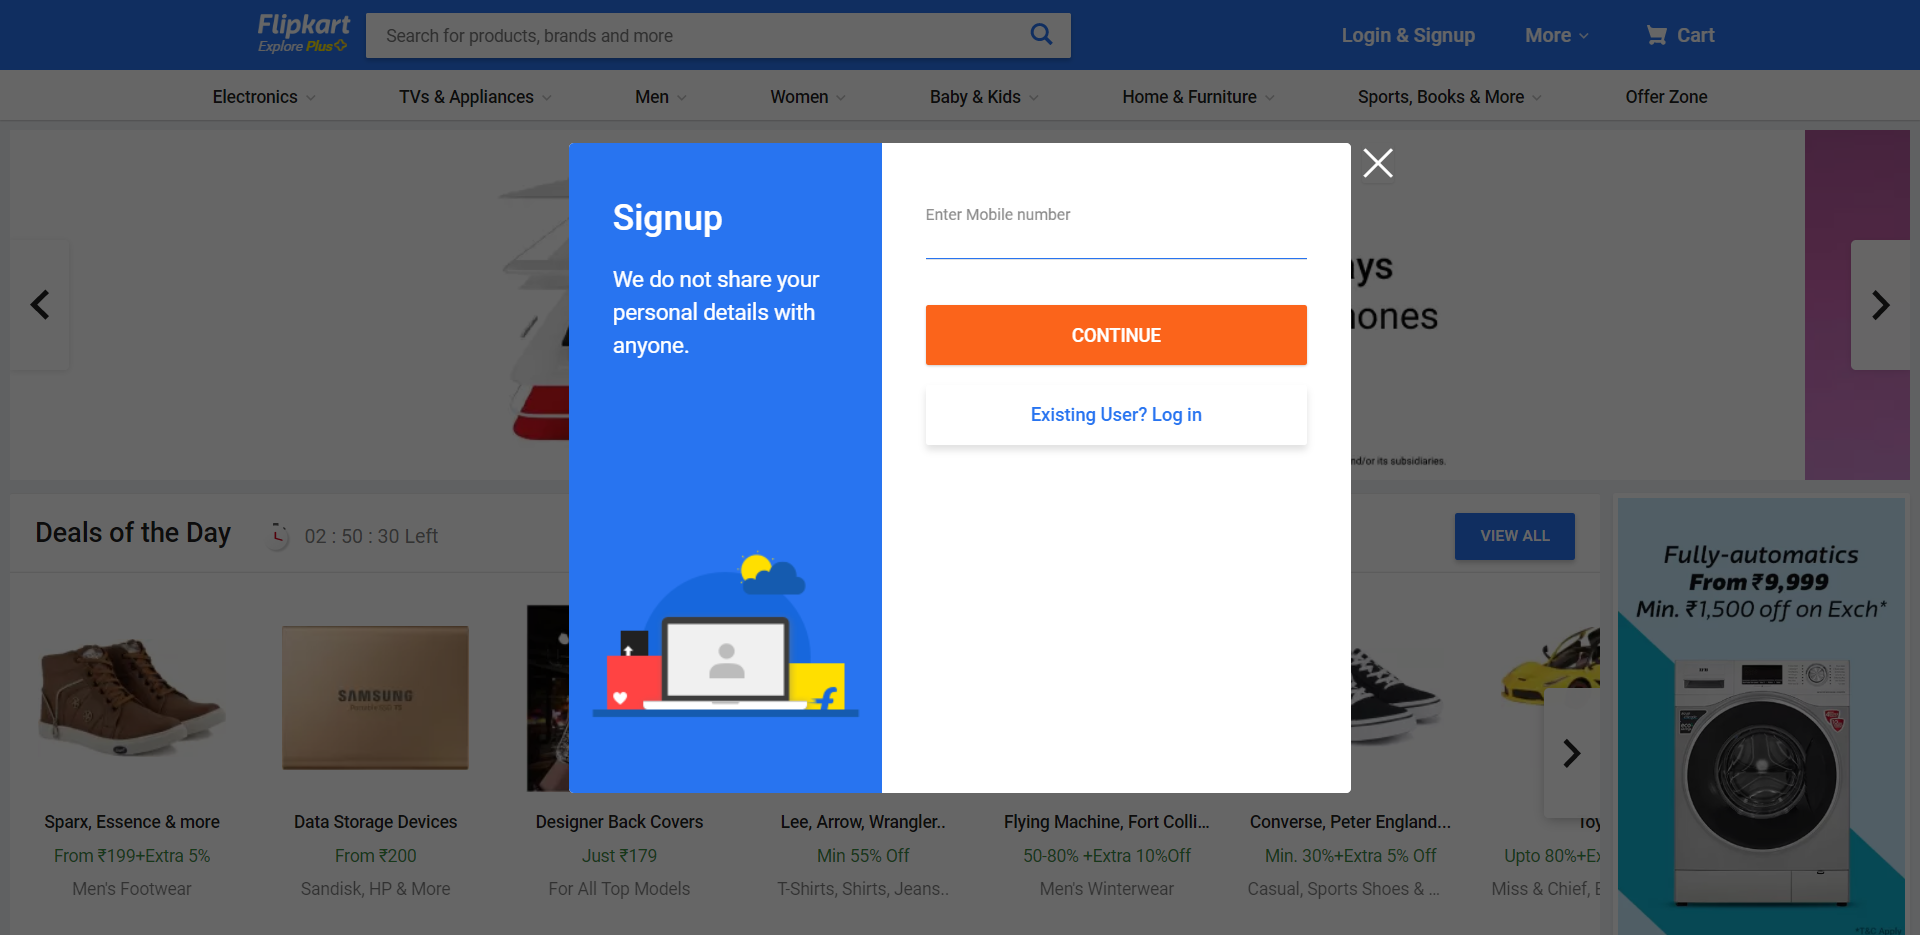 Flipkart
Explore Plus
Search for products, brands and more
Login & Signup
More
Cart
Electronics
TVs & Appliances
Men
Women
Baby & Kids
Home & Furniture
Sports, Books & More
Offer Zone
Signup
We do not share your
personal details with
anyone.
Enter Mobile number
CONTINUE
Existing User? Log in
ays
ones
nd/or its subsidiaries.
Deals of the Day
02 : 50 : 30 Left
VIEW ALL
SAMSUNG
Sparx, Essence & more
From ₹199+Extra 5%
Men's Footwear
Data Storage Devices
From ₹200
Sandisk, HP & More
Designer Back Covers
Just ₹179
For All Top Models
Lee, Arrow, Wrangler..
Min 55% Off
T-Shirts, Shirts, Jeans..
Flying Machine, Fort Colli...
50-80% +Extra 10%Off
Men's Winterwear
Converse, Peter England...
Min. 30%+Extra 5% Off
Casual, Sports Shoes & ...
Toy
Upto 80%+Ex
Miss & Chief, B
Fully-automatics
From ₹9,999
Min. ₹1,500 off on Exch*
*T&C Apply